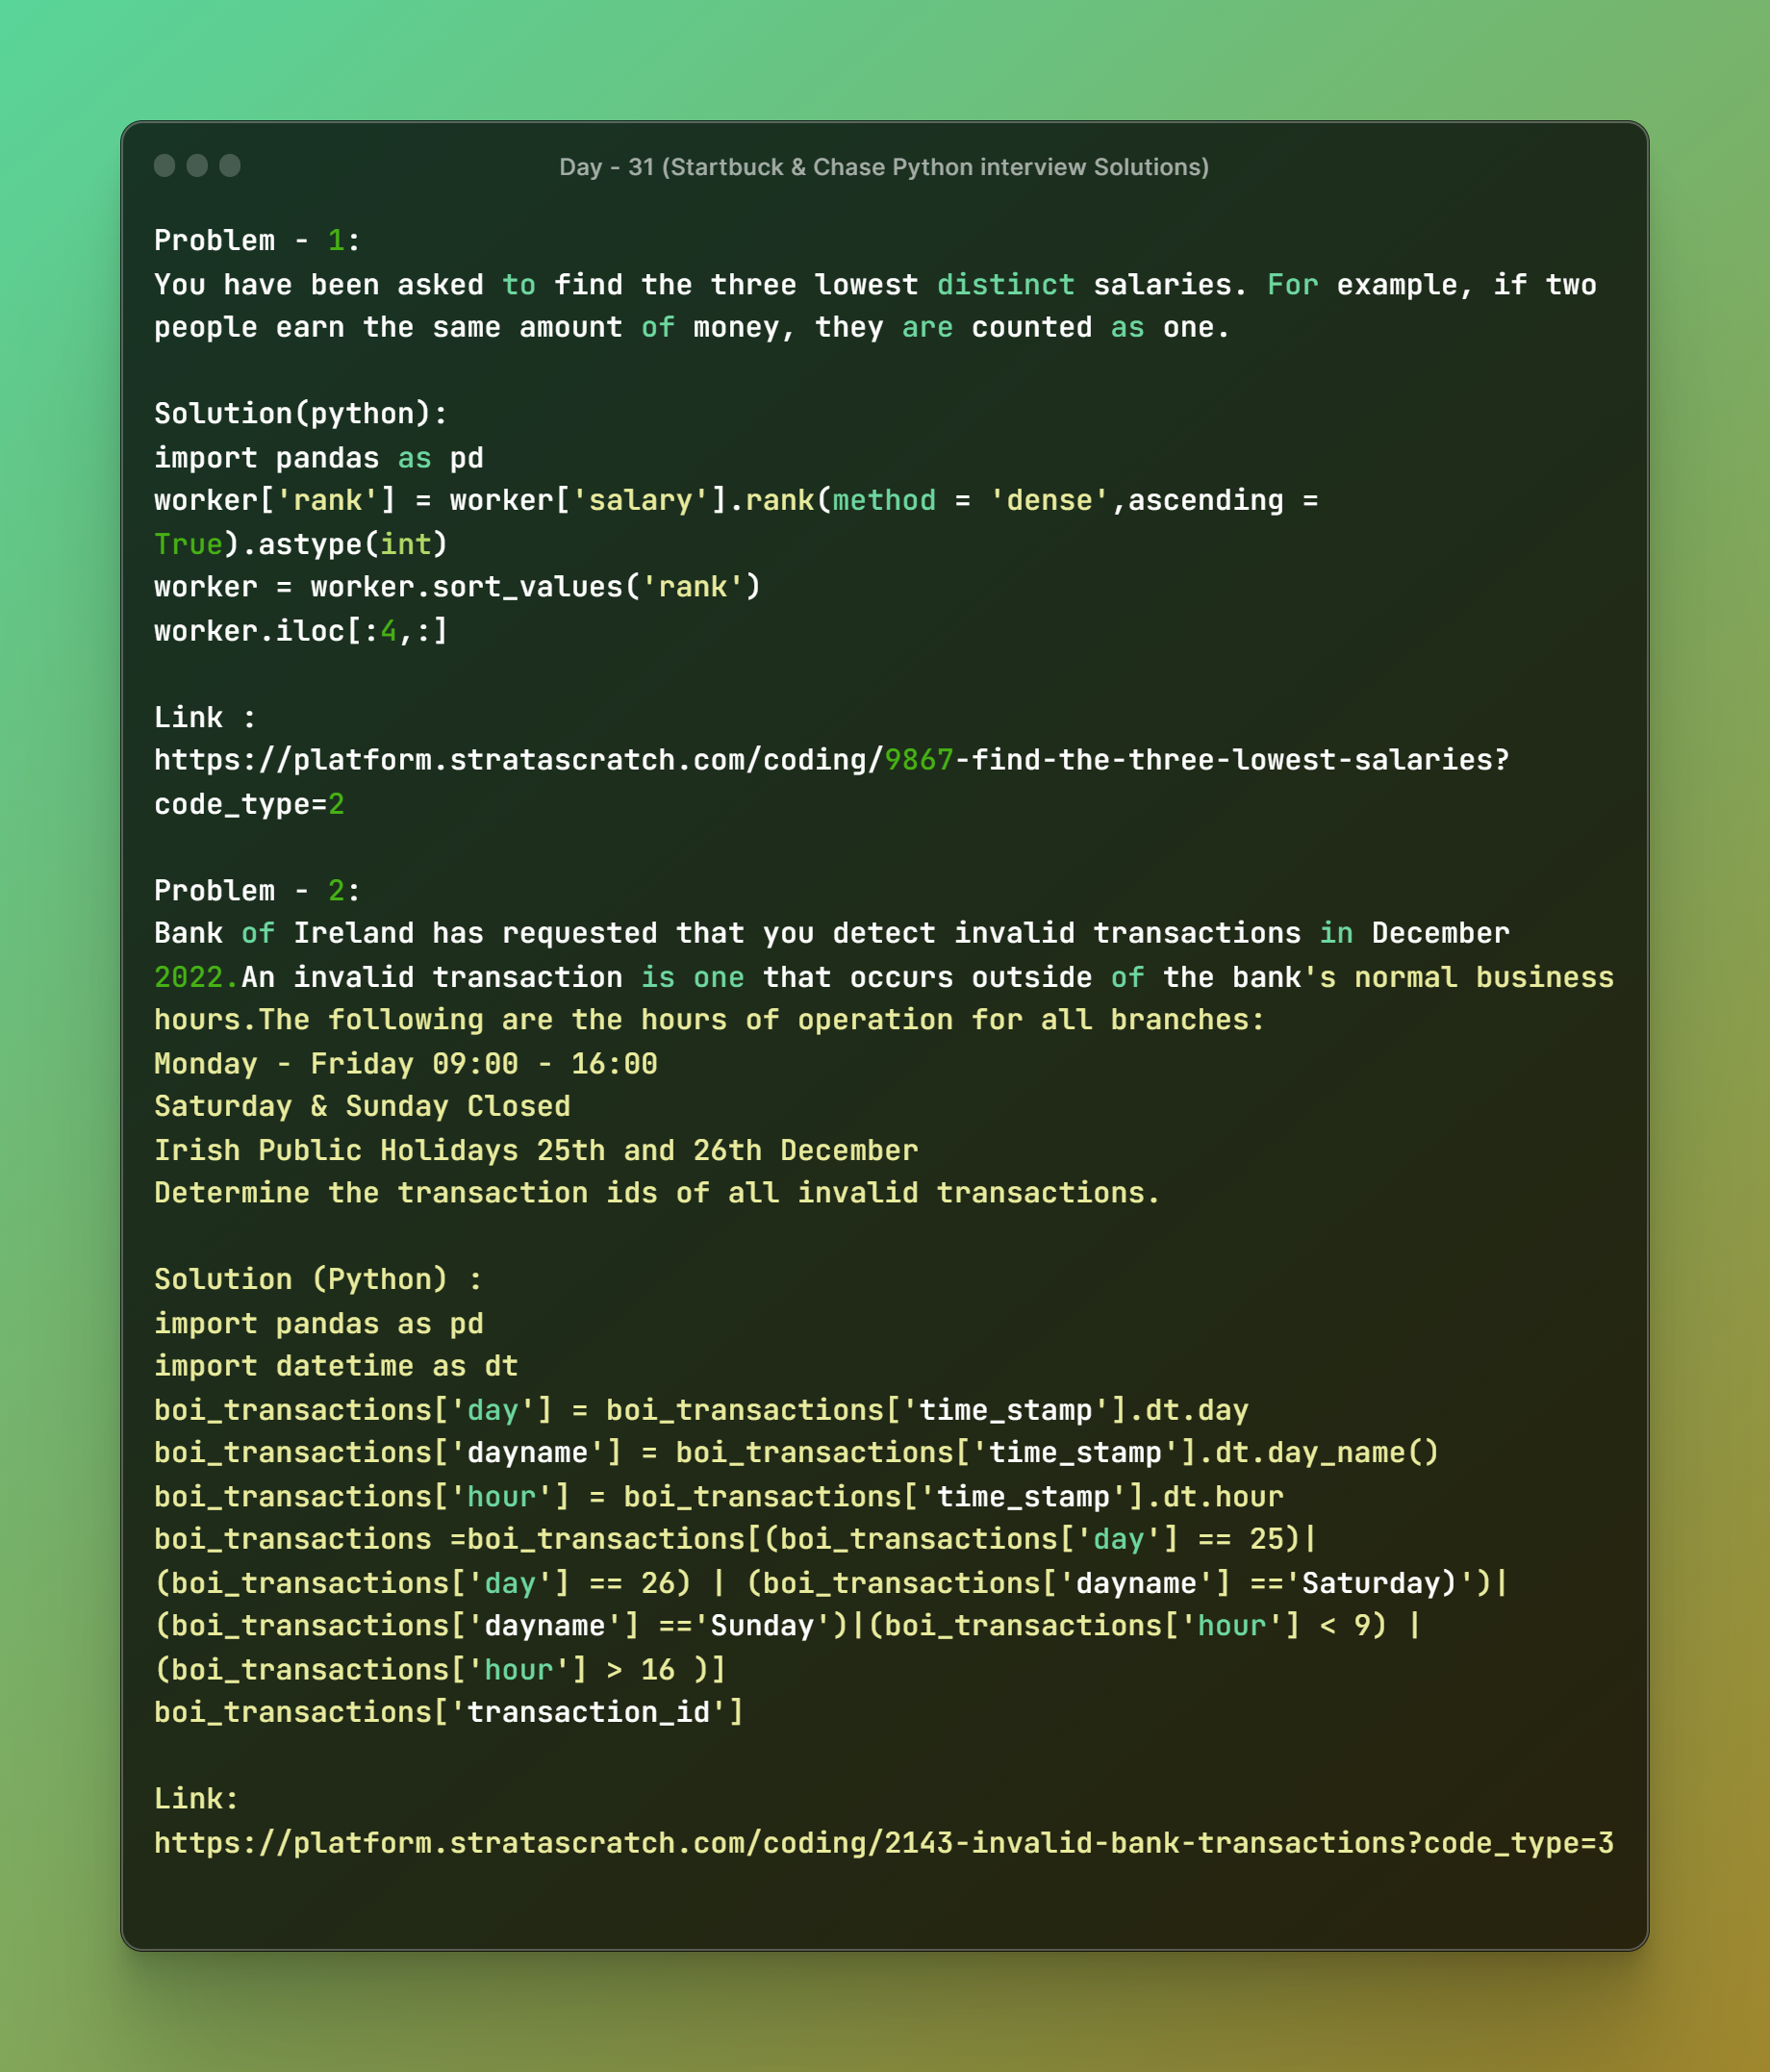 Day - 31 (Startbuck & Chase Python interview Solutions)
Problem - 1:
You have been asked to find the three lowest distinct salaries. For example, if two
people earn the same amount of money, they are counted as one.
Solution(python):
import pandas as pd
worker['rank'] = worker['salary'].rank(method = 'dense',ascending =
True).astype(int)
worker = worker.sort_values('rank')
worker.iloc[:4,:]
Link :
https://platform.stratascratch.com/coding/9867-find-the-three-lowest-salaries?
code_type=2
Problem - 2:
Bank of Ireland has requested that you detect invalid transactions in December
2022.An invalid transaction is one that occurs outside of the bank's normal business
hours.The following are the hours of operation for all branches:
Monday - Friday 09:00 - 16:00
Saturday & Sunday Closed
Irish Public Holidays 25th and 26th December
Determine the transaction ids of all invalid transactions.
Solution (Python) :
import pandas as pd
import datetime as dt
boi_transactions['day'] = boi_transactions['time_stamp'].dt.day
boi_transactions['dayname'] = boi_transactions['time_stamp'].dt.day_name()
boi_transactions['hour'] = boi_transactions['time_stamp'].dt.hour
boi_transactions =boi_transactions[(boi_transactions['day'] == 25)|
(boi_transactions['day'] == 26) | (boi_transactions['dayname'] =='Saturday)')|
(boi_transactions['dayname'] =='Sunday')|(boi_transactions['hour'] < 9) |
(boi_transactions['hour'] > 16 )]
boi_transactions['transaction_id']
Link:
https://platform.stratascratch.com/coding/2143-invalid-bank-transactions?code_type=3